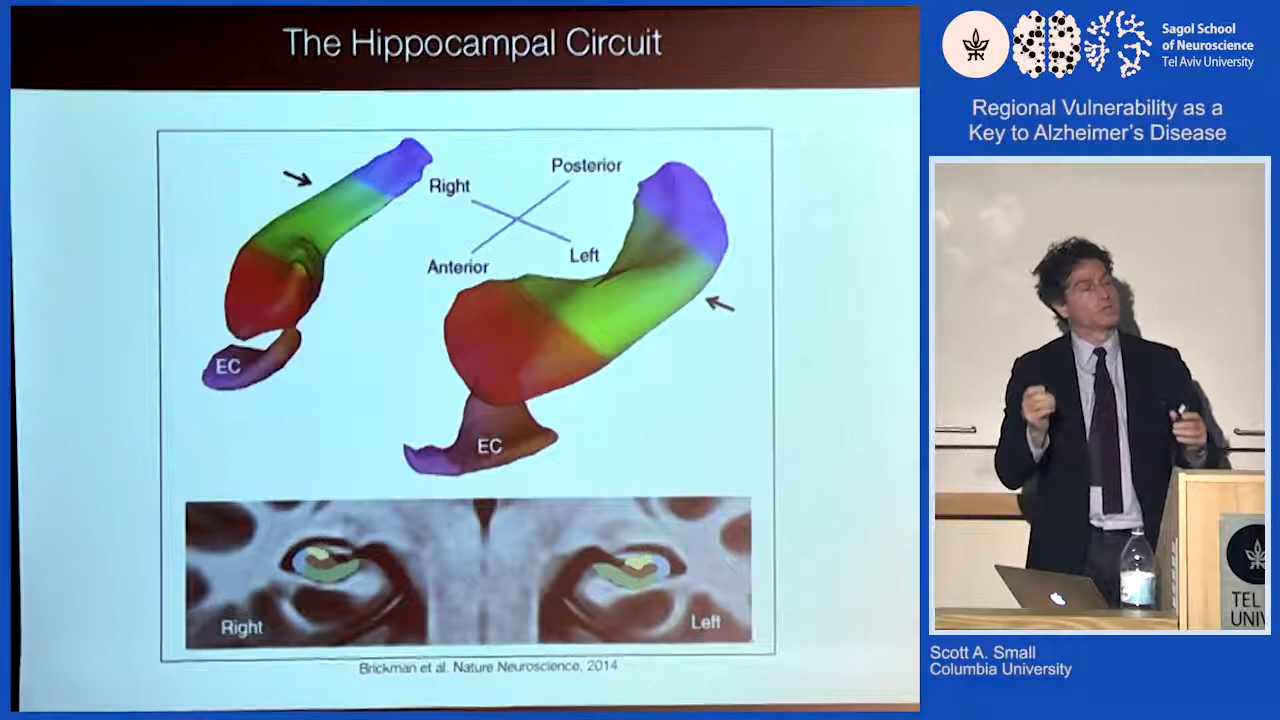 The Hippocampal Circuit
Posterior
Right
Left
Anterior
EC
EC
Right
Left
Brickman et al. Nature Neuroscience, 2014
Sagol School
of Neuroscience
Tel Aviv University
Regional Vulnerability as a
Key to Alzheimer's Disease
TEL
UNIV
Scott A. Small
Columbia University